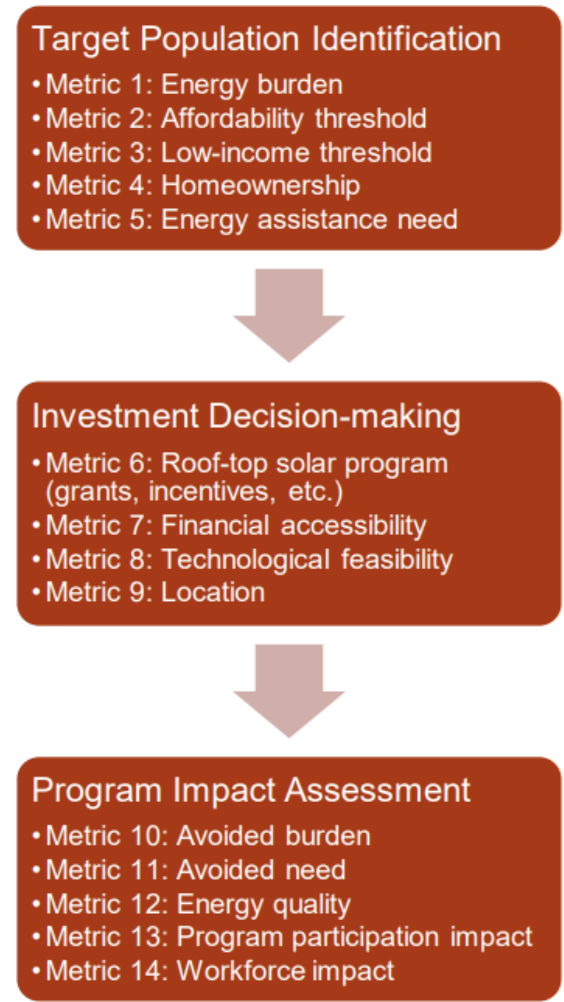 Target Population Identification
• Metric 1: Energy burden
• Metric 2: Affordability threshold
• Metric 3: Low-income threshold
• Metric 4: Homeownership
• Metric 5: Energy assistance need
Investment Decision-making
• Metric 6: Roof-top solar program
(grants, incentives, etc.)
• Metric 7: Financial accessibility
• Metric 8: Technological feasibility
• Metric 9: Location
Program Impact Assessment
• Metric 10: Avoided burden
• Metric 11: Avoided need
• Metric 12: Energy quality
• Metric 13: Program participation impact
• Metric 14: Workforce impact